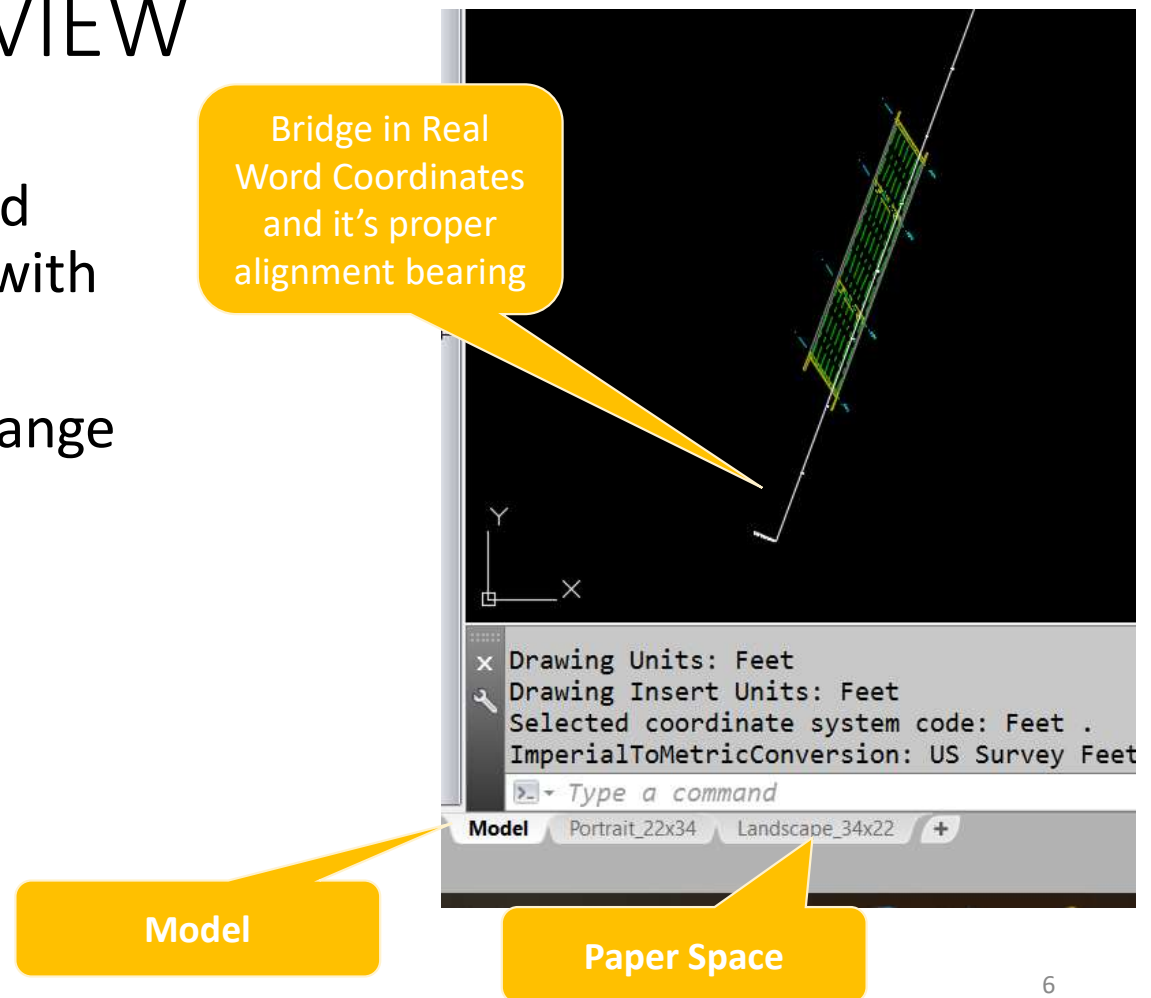 VIEW
d
with
ange
Bridge in Real
Word Coordinates
and it’s proper
alignment bearing
Y
X
Drawing Units: Feet
Drawing Insert Units: Feet
Selected coordinate system code: Feet .
ImperialToMetricConversion: US Survey Feet
Type a command
Model Portrait_22x34 Landscape_34x22 +
Model
Paper Space
6